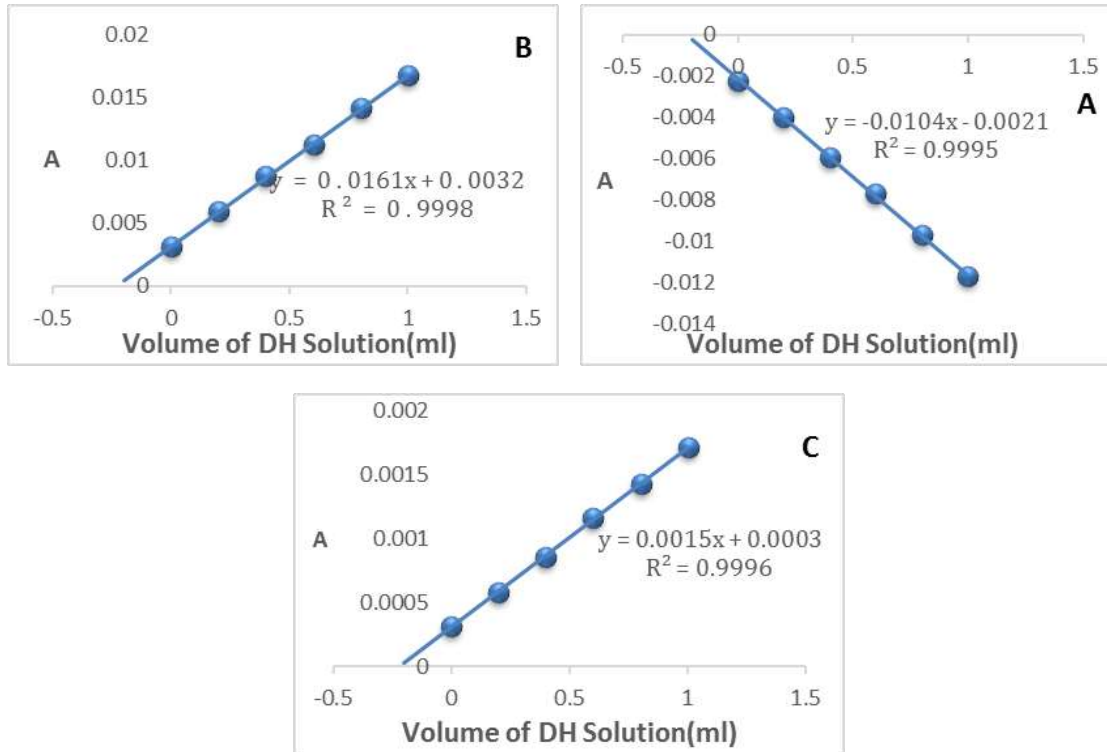 0.02
B
0.015
0.01
A
y = 0.0161x+0.0032
R² = 0.9998
0.005
0
-0.5 0 0.5 1 1.5
Volume of DH Solution(ml)
0
-0.5 0 0.5 1 1.5
-0.002
A
-0.004
y = -0.0104x - 0.0021
R² = 0.9995
-0.006
A
-0.008
-0.01
-0.012
-0.014
Volume of DH Solution(ml)
0.002
C
0.0015
0.001
A
y = 0.0015x + 0.0003
R² = 0.9996
0.0005
0
-0.5 0 0.5 1 1.5
Volume of DH Solution(ml)